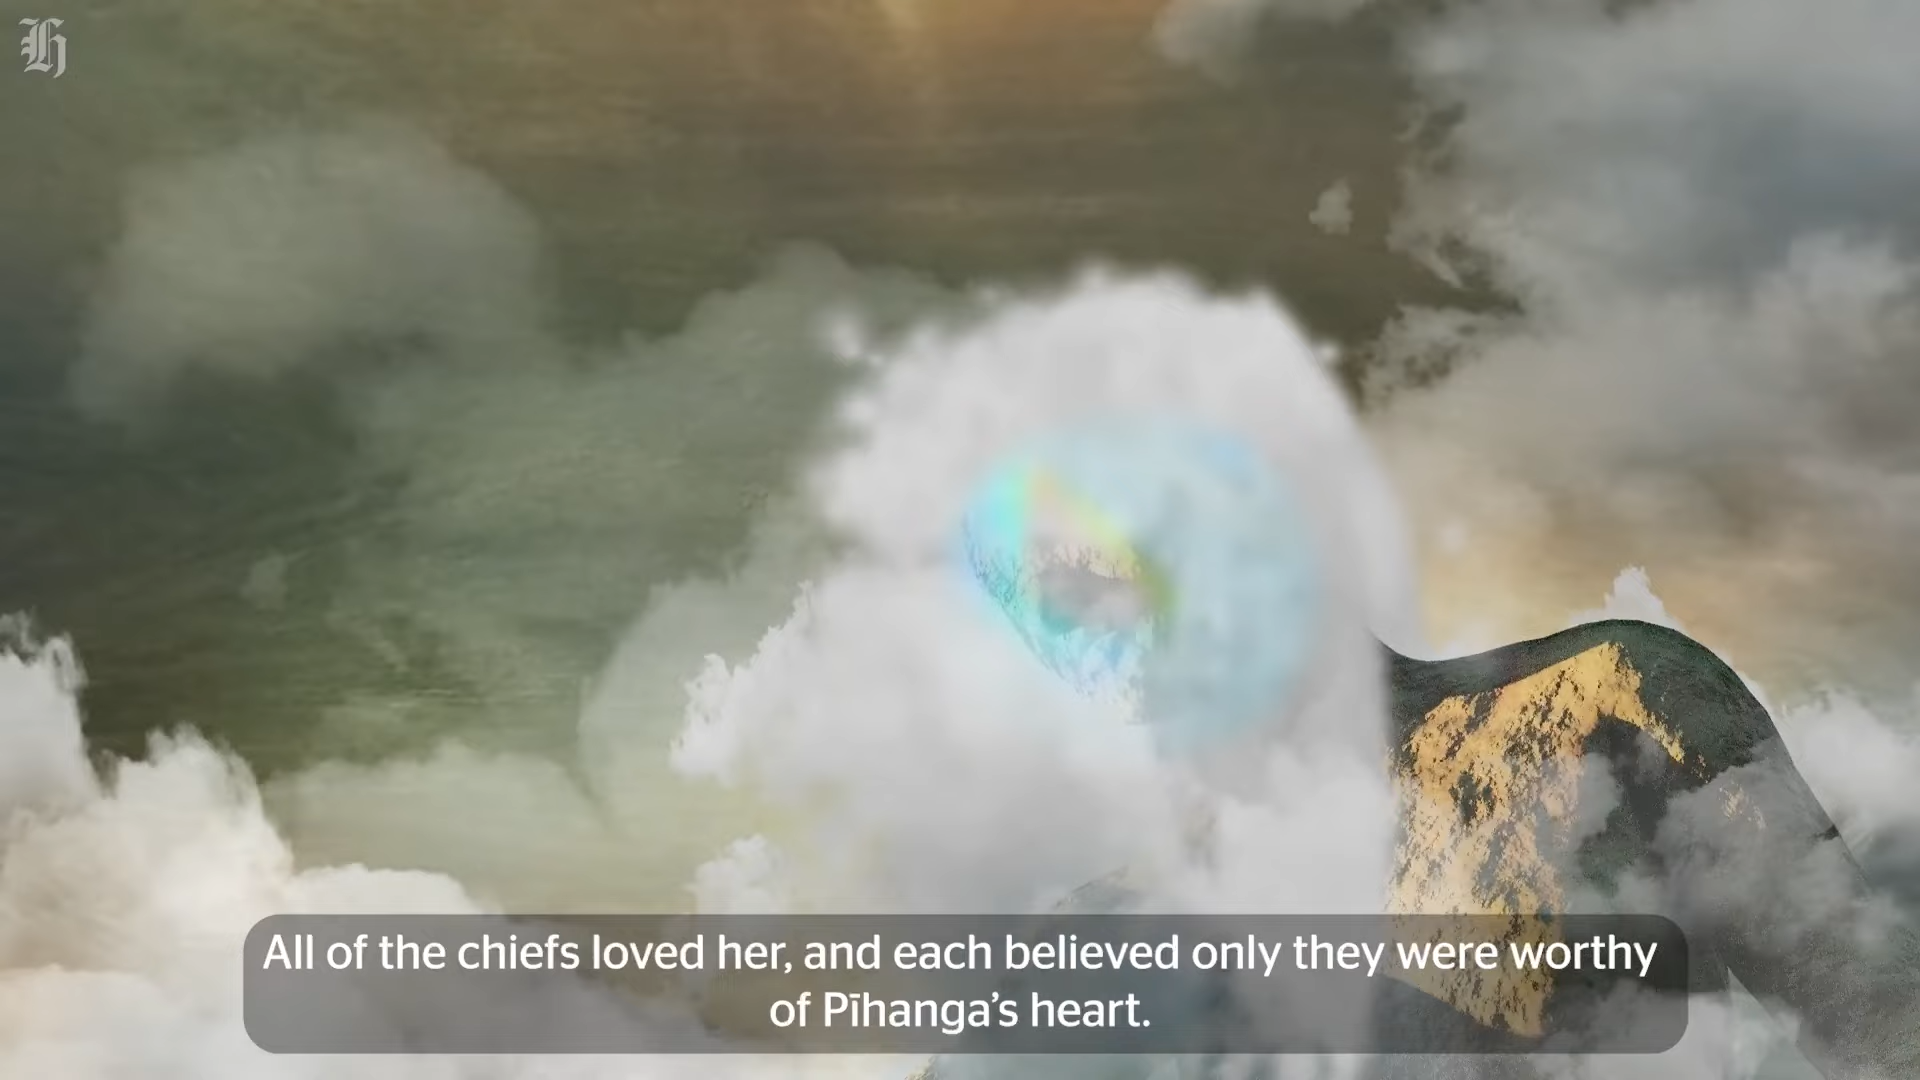 All of the chiefs loved her, and each believed only they were worthy
of Pīhanga’s heart.